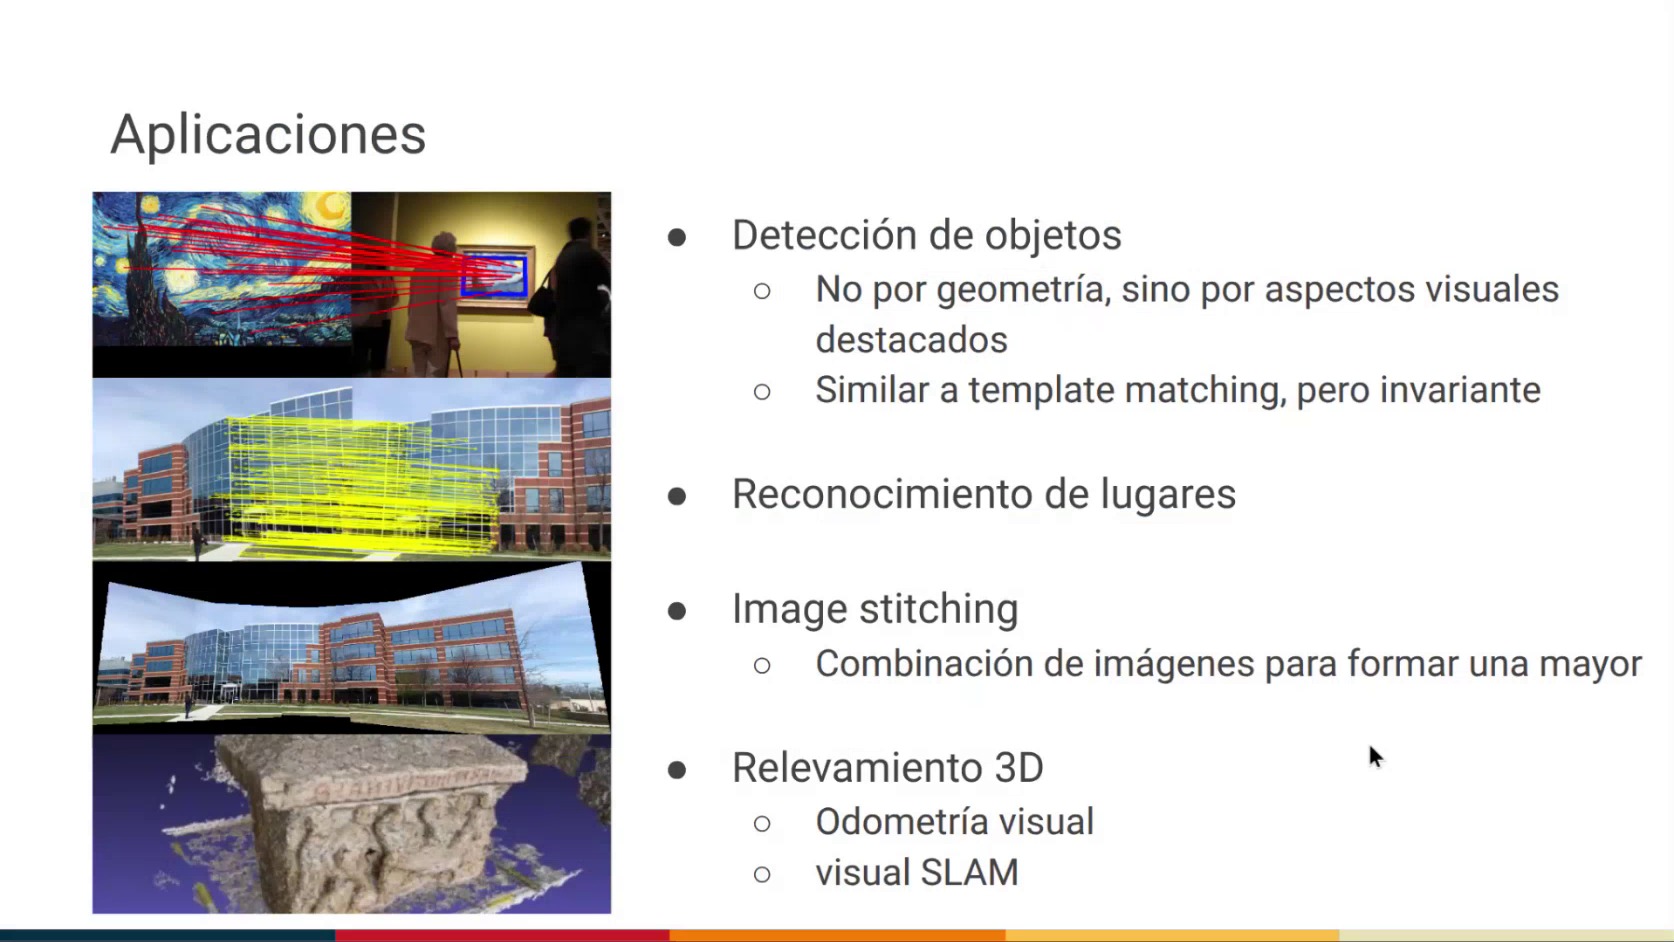 Aplicaciones
Detección de objetos
No por geometría, sino por aspectos visuales
destacados
Similar a template matching, pero invariante
Reconocimiento de lugares
Image stitching
Combinación de imágenes para formar una mayor
Relevamiento 3D
Odometría visual
visual SLAM